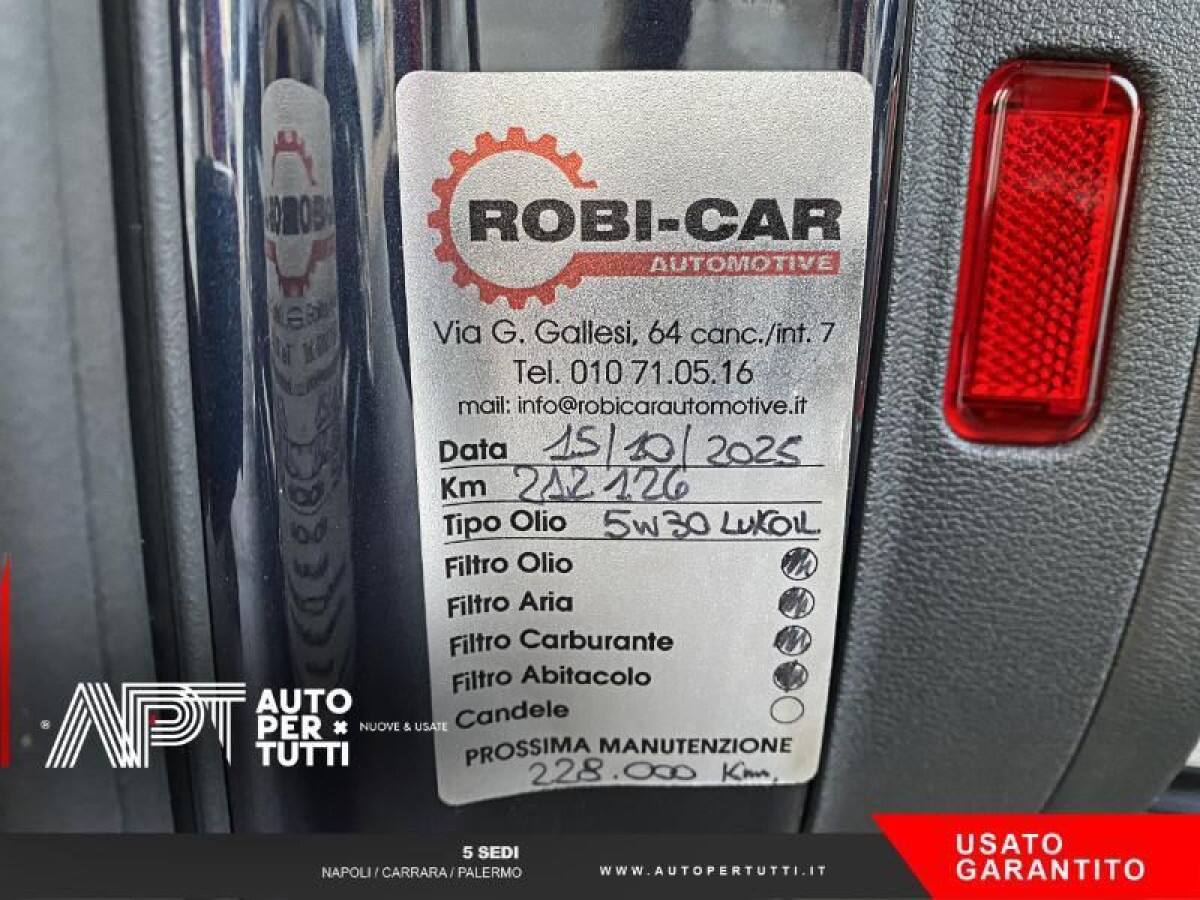 ROBI-CAR
AUTOMOTIVE
Via G. Gallesi, 64 canc./int. 7
Tel. 010 71.05.16
mail: info@robicarautomotive.it
Data 15/10/2025
Km 212126
Tipo Olio 5W30 LUKOIL
Filtro Olio
Filtro Aria
Filtro Carburante
Filtro Abitacolo
Candele
PROSSIMA MANUTENZIONE
228.000 Km.
® APT AUTO
PER
TUTTI
NUOVE & USATE
5 SEDI
NAPOLI / CARRARA / PALERMO
WWW.AUTOPERTUTTI.IT
USATO
GARANTITO